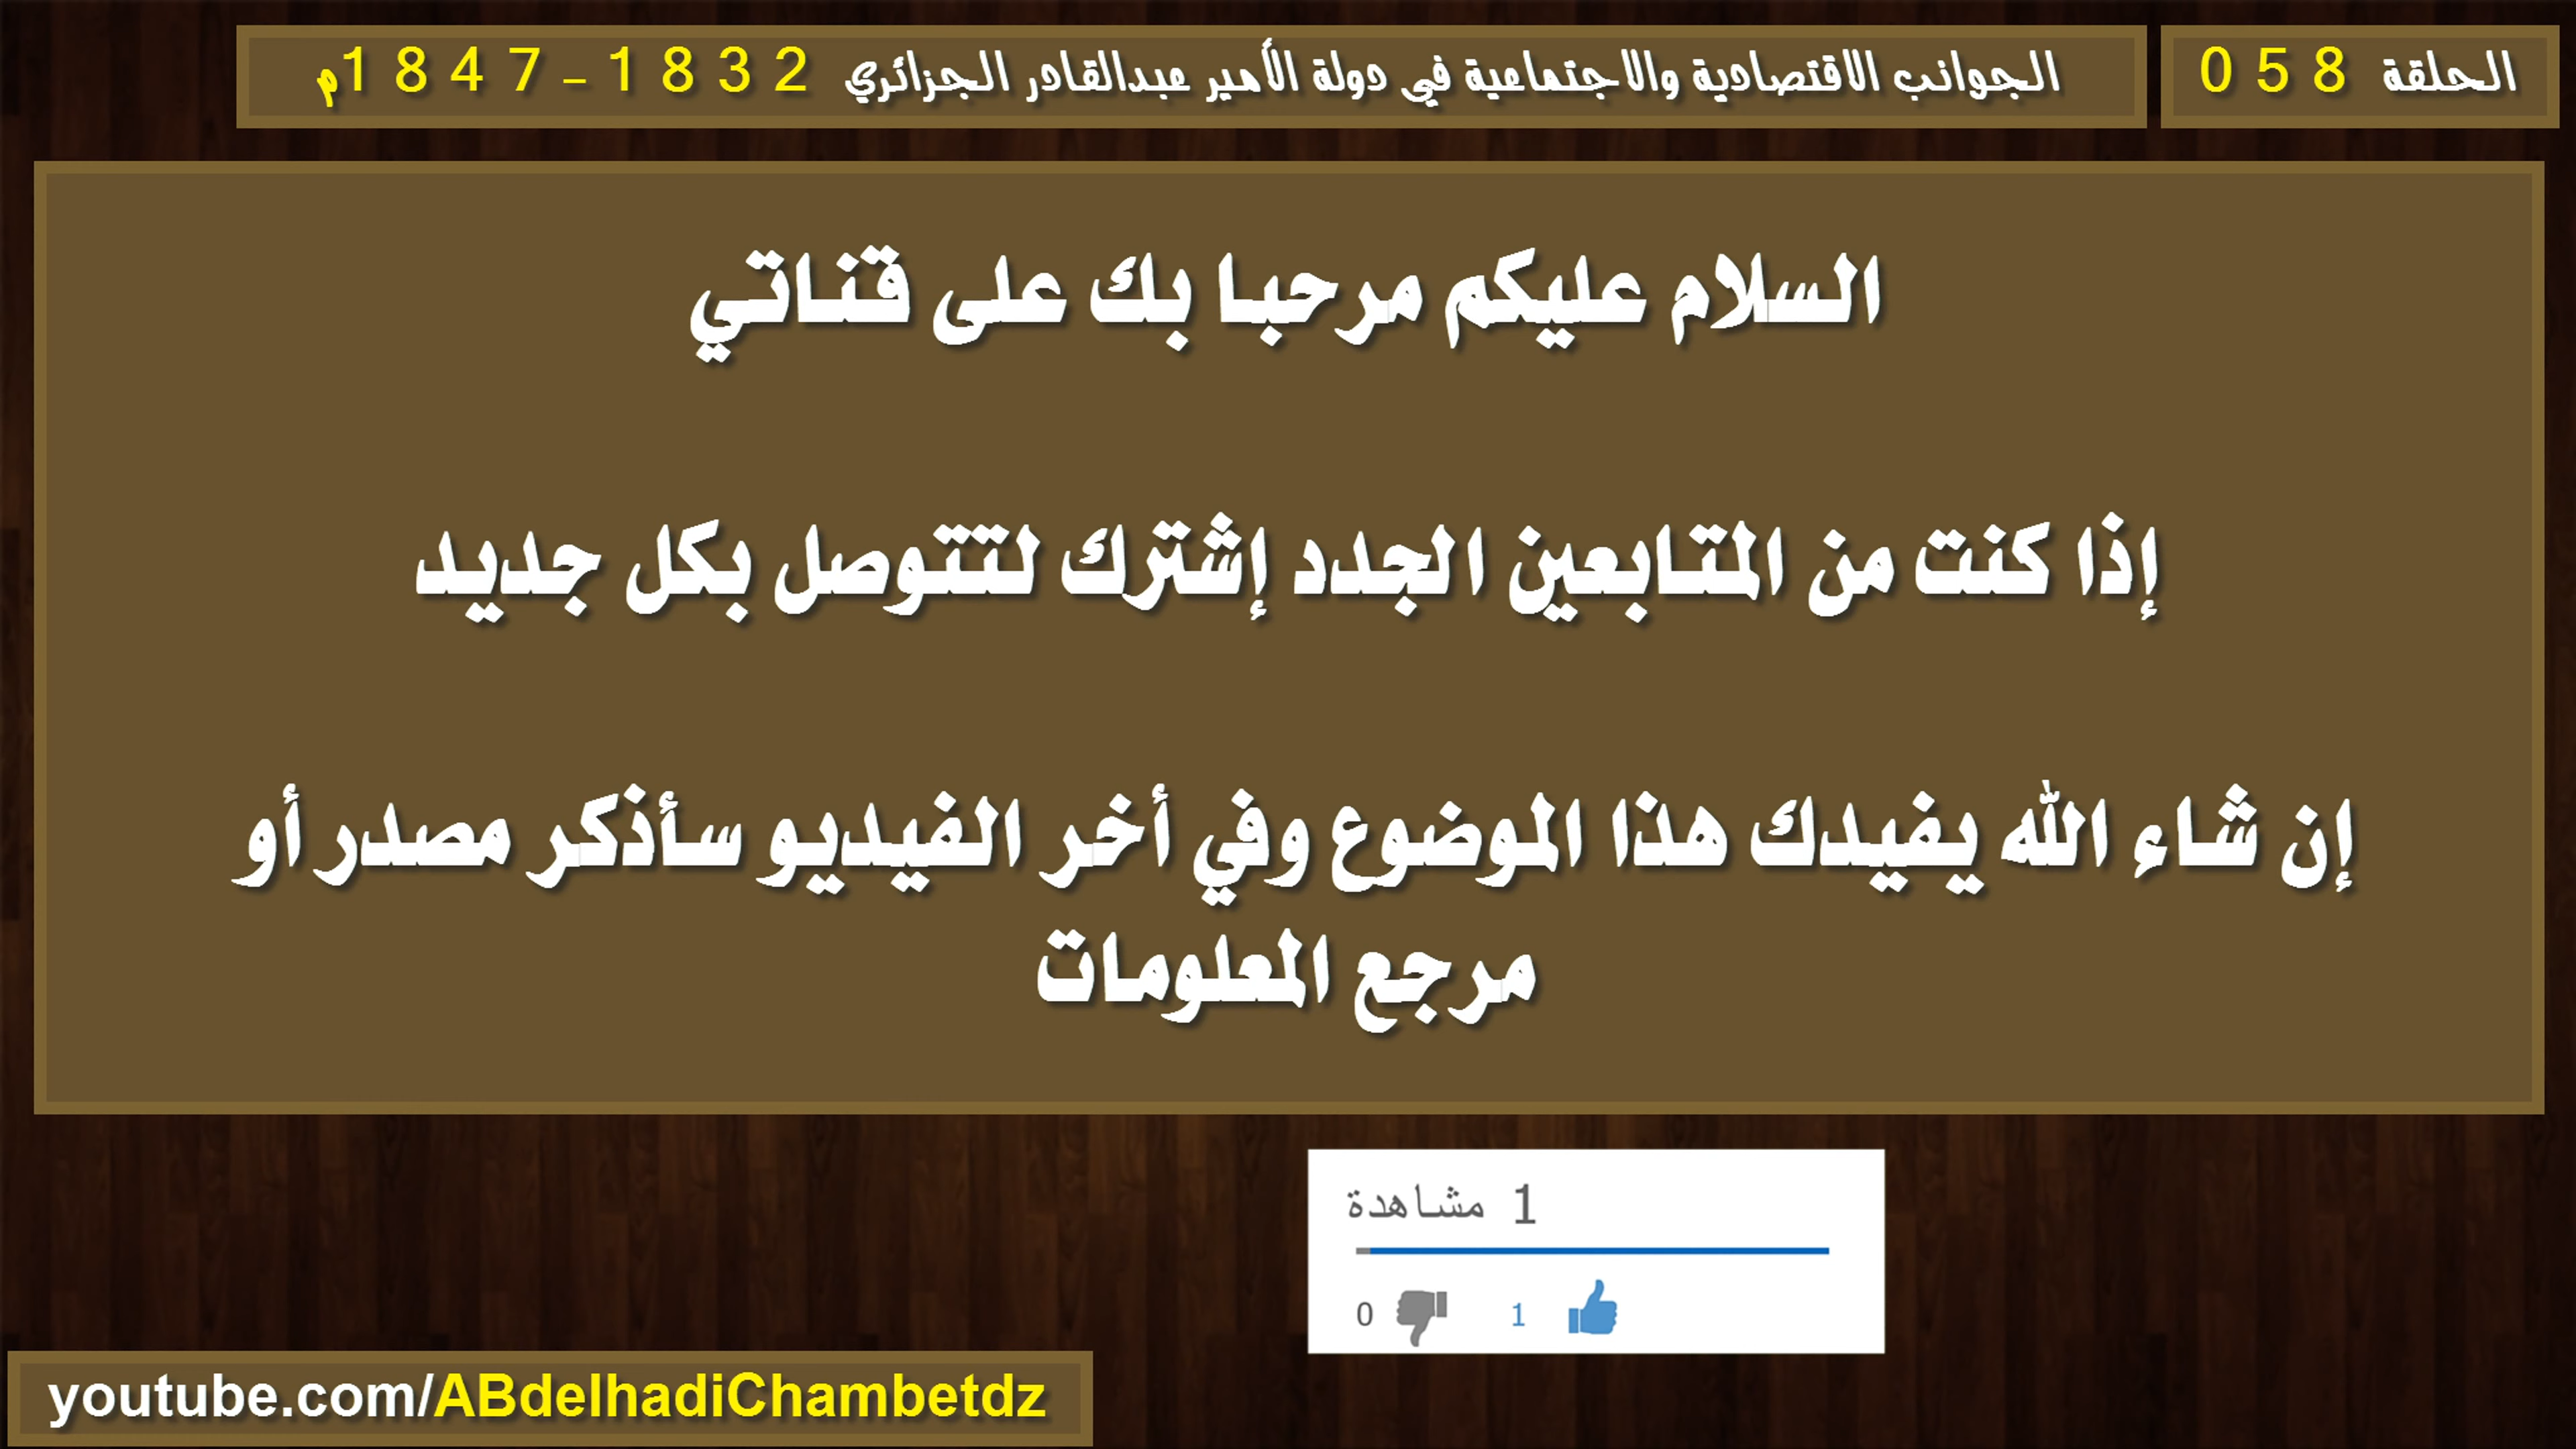 الحلقة 058
الجوانب الاقتصادية والاجتماعية في دولة الأمير عبدالقادر الجزائري 1832-1847م
السلام عليكم مرحبا بك على قناتي
إذا كنت من المتابعين الجدد إشترك لتتوصل بكل جديد
إن شاء الله يفيدك هذا الموضوع وفي أخر الفيديو سأذكر مصدر أو
مرجع المعلومات
1 مشاهدة
1 0
youtube.com/ABdelhadiChambetdz